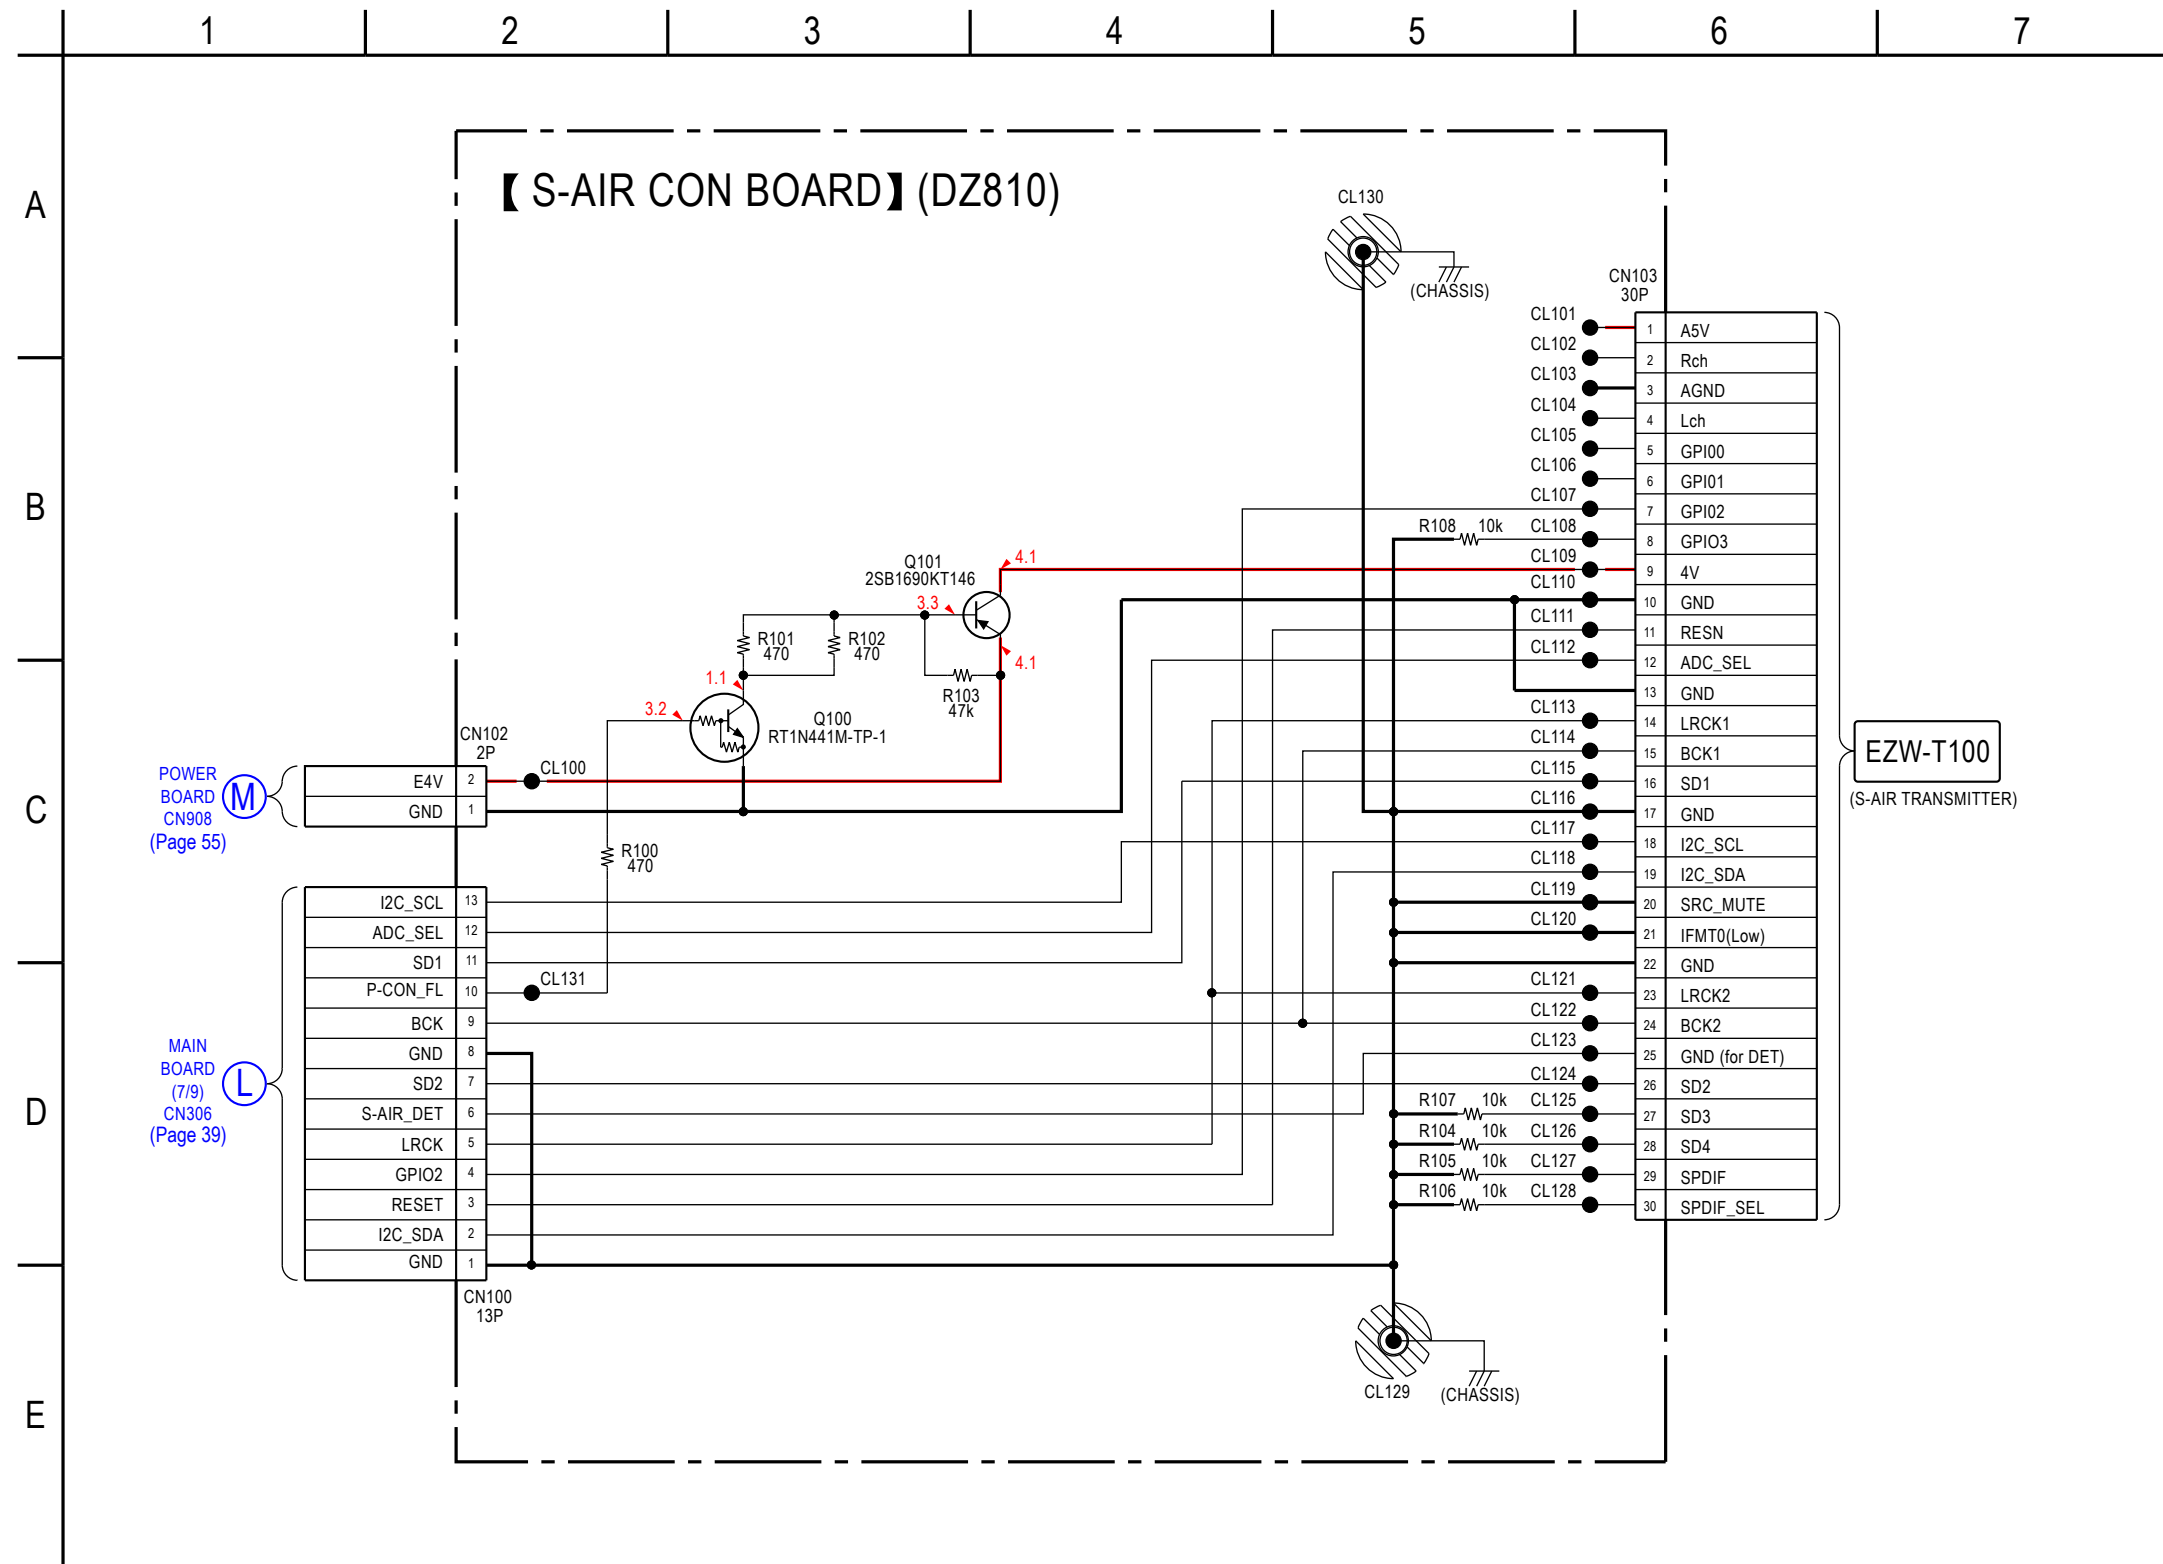 1 2 3 4 5 6 7
A
B
C
D
E
【 S-AIR CON BOARD】(DZ810)
CL130
(CHASSIS)
CN103
30P
CL101 1 A5V
CL102 2 Rch
CL103 3 AGND
CL104 4 Lch
CL105 5 GPI00
CL106 6 GPI01
CL107 7 GPI02
R108 10k CL108 8 GPIO3
CL109 9 4V
CL110 10 GND
CL111 11 RESN
CL112 12 ADC_SEL
13 GND
CL113 14 LRCK1
CL114 15 BCK1
CL115 16 SD1
CL116 17 GND
CL117 18 I2C_SCL
CL118 19 I2C_SDA
CL119 20 SRC_MUTE
CL120 21 IFMT0(Low)
22 GND
CL121 23 LRCK2
CL122 24 BCK2
CL123 25 GND (for DET)
CL124 26 SD2
R107 10k CL125 27 SD3
R104 10k CL126 28 SD4
R105 10k CL127 29 SPDIF
R106 10k CL128 30 SPDIF_SEL
EZW-T100
(S-AIR TRANSMITTER)
Q101
2SB1690KT146
4.1
3.3
4.1
R101
470
R102
470
R103
47k
1.1
3.2
Q100
RT1N441M-TP-1
CN102
2P
CL100
E4V 2
GND 1
POWER
BOARD
CN908
(Page 55)
M
R100
470
I2C_SCL 13
ADC_SEL 12
SD1 11
P-CON_FL 10
CL131
BCK 9
GND 8
SD2 7
S-AIR_DET 6
LRCK 5
GPIO2 4
RESET 3
I2C_SDA 2
GND 1
CN100
13P
MAIN
BOARD
(7/9)
CN306
(Page 39)
L
CL129
(CHASSIS)